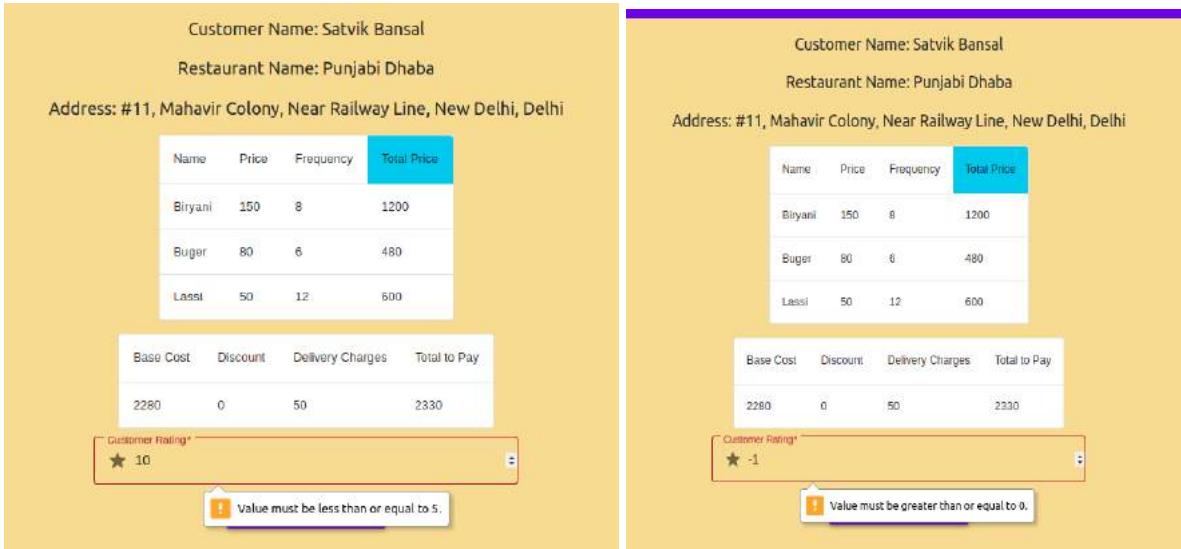 Customer Name: Satvik Bansal
Restaurant Name: Punjabi Dhaba
Address: #11, Mahavir Colony, Near Railway Line, New Delhi, Delhi
Name Price Frequency Total Price
Biryani 150 8 1200
Buger 80 6 480
Lassi 50 12 600
Base Cost Discount Delivery Charges Total to Pay
2280 0 50 2330
Customer Rating*
10
Value must be less than or equal to 5.
Customer Name: Satvik Bansal
Restaurant Name: Punjabi Dhaba
Address: #11, Mahavir Colony, Near Railway Line, New Delhi, Delhi
Name Price Frequency Total Price
Biryani 150 8 1200
Buger 80 6 480
Lassi 50 12 600
Base Cost Discount Delivery Charges Total to Pay
2280 0 50 2330
Customer Rating*
-1
Value must be greater than or equal to 0.